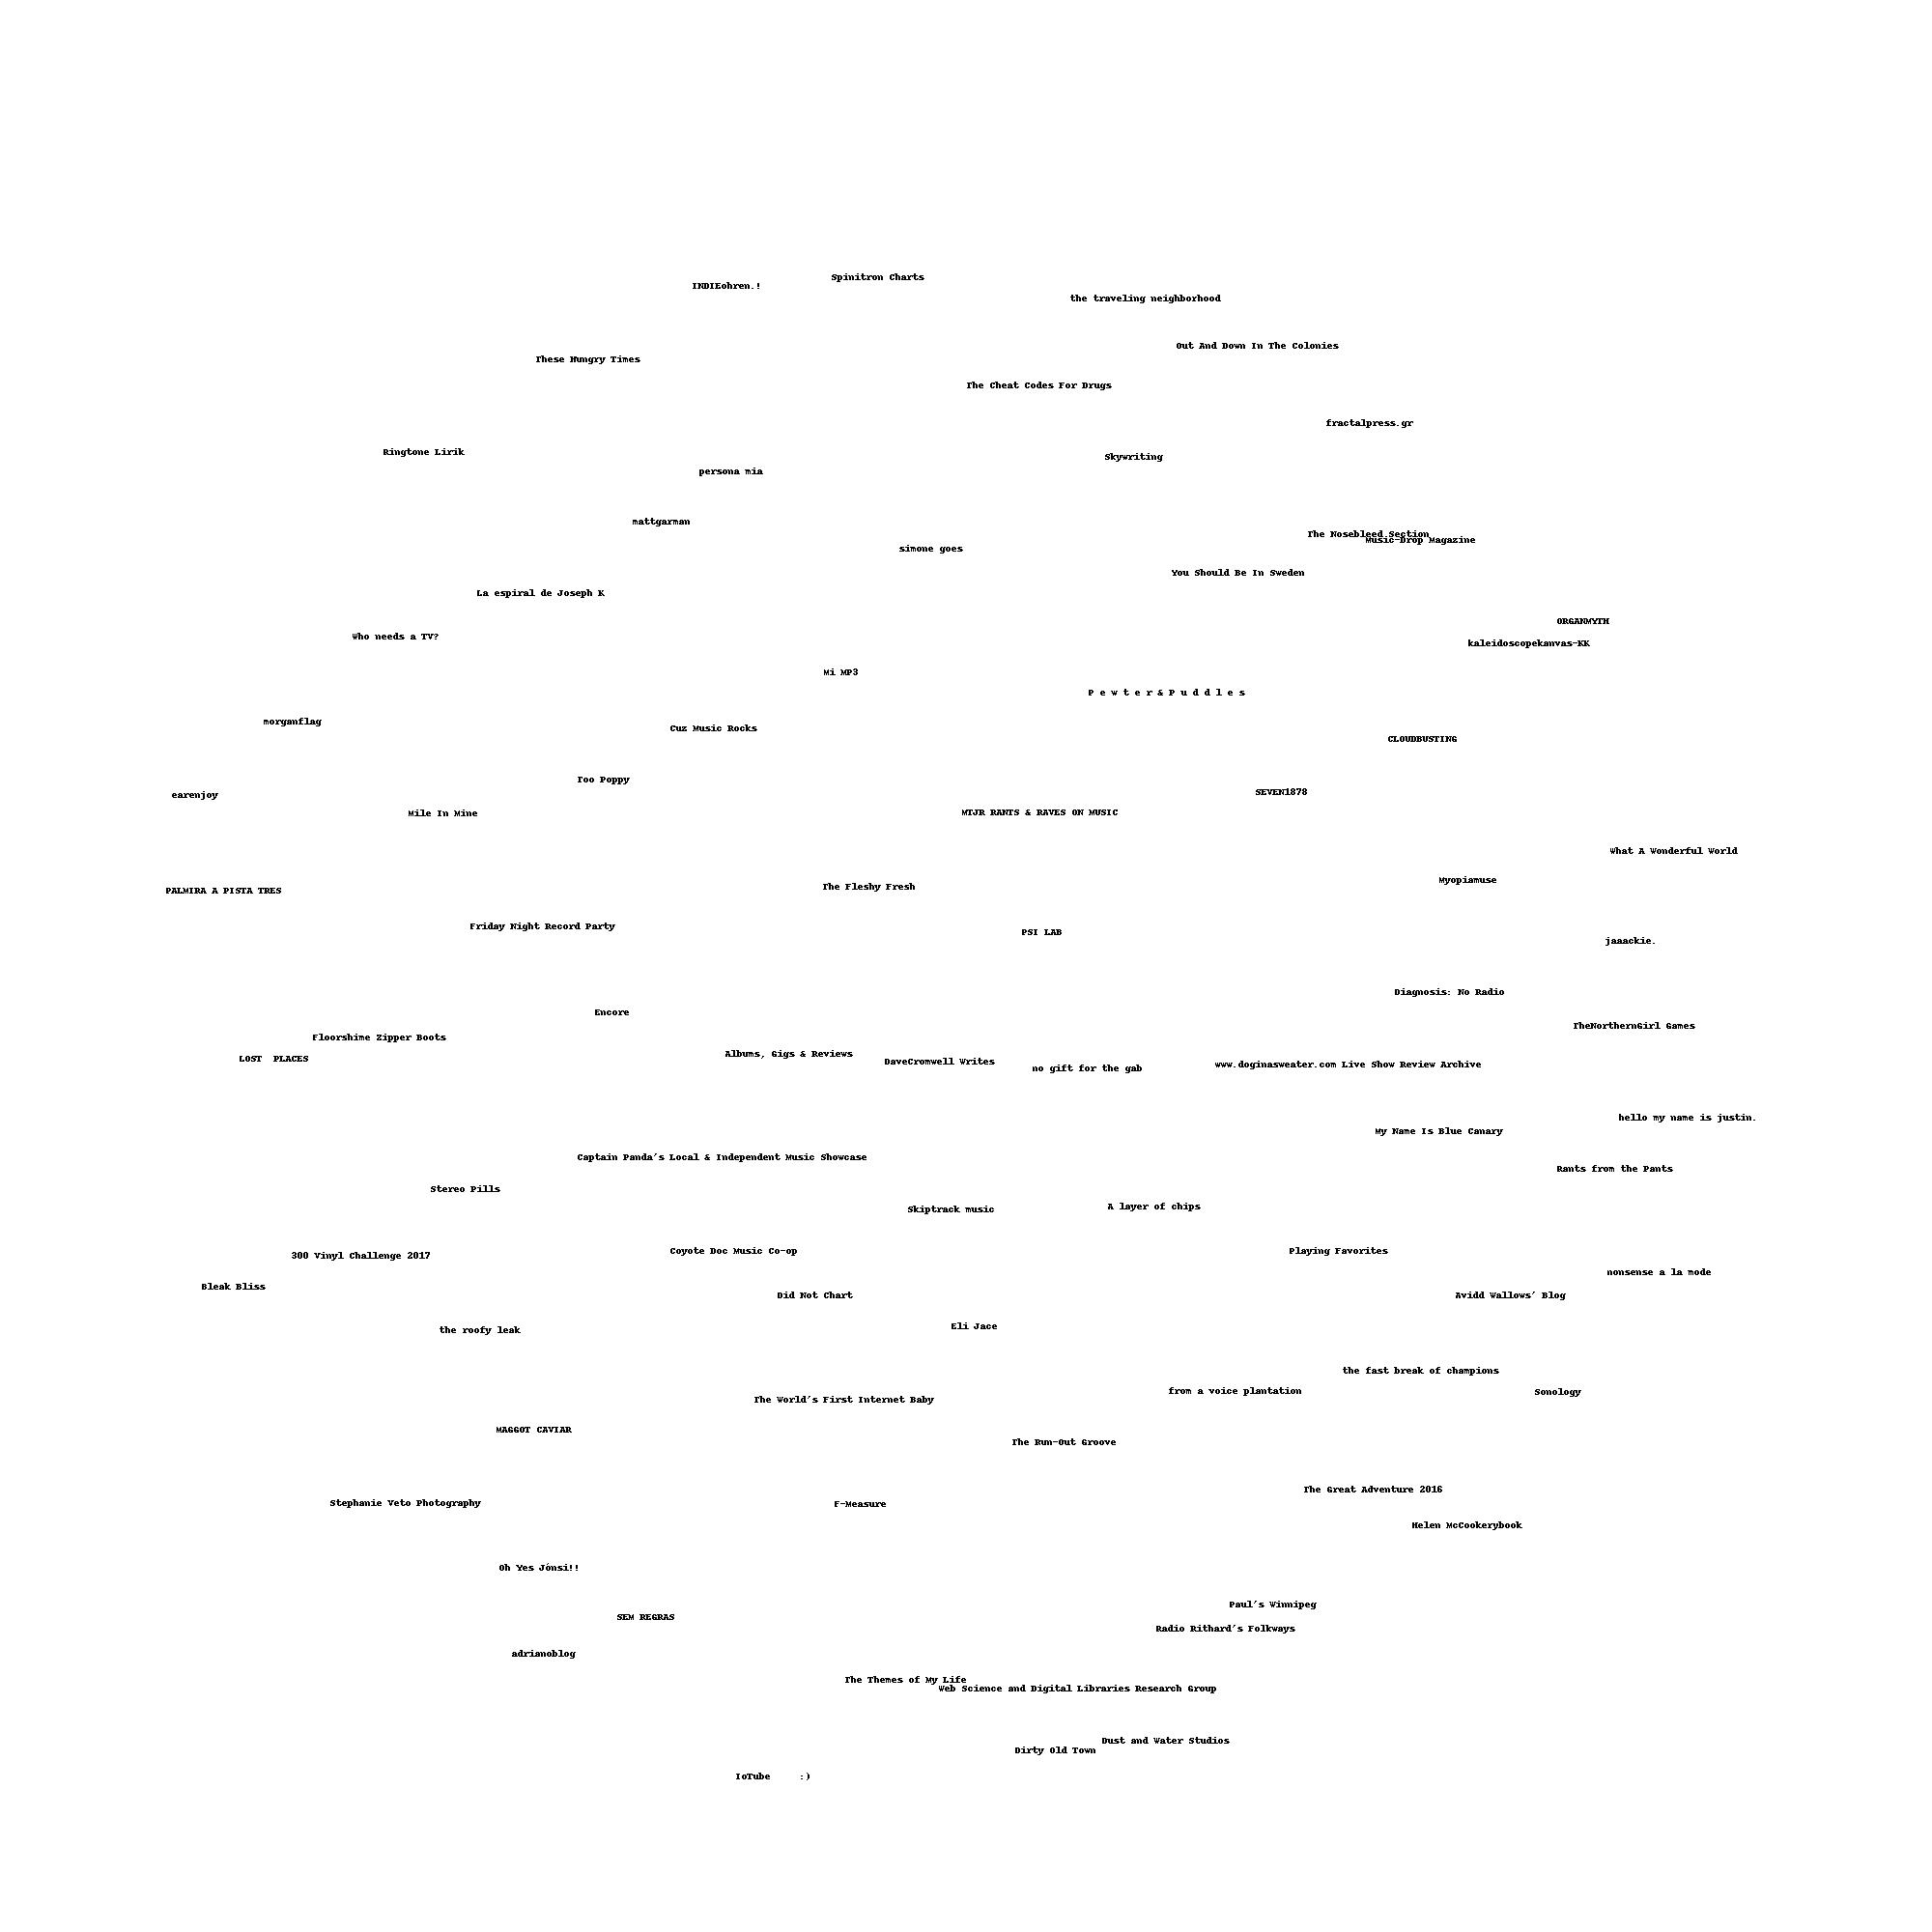 Spinitron Charts
INDIEohren.!
the traveling neighborhood
Out And Down In The Colonies
These Hungry Times
The Cheat Codes For Drugs
fractalpress.gr
Ringtone Lirik
Skywriting
persona mia
mattgarman
The Nosebleed Section
Music-Drop Magazine
simone goes
You Should Be In Sweden
La espiral de Joseph K
ORGANMYTH
Who needs a TV?
kaleidoscopekanvas-KK
Mi MP3
P e w t e r & P u d d l e s
morganflag
Cuz Music Rocks
CLOUDBUSTING
Too Poppy
SEVEN1878
earenjoy
MTJR RANTS & RAVES ON MUSIC
Mile In Mine
What A Wonderful World
Myopiamuse
The Fleshy Fresh
PALMIRA A PISTA TRES
Friday Night Record Party
PSI LAB
jaaackie.
Diagnosis: No Radio
Encore
TheNorthernGirl Games
Floorshime Zipper Boots
Albums, Gigs & Reviews
LOST  PLACES
DaveCromwell Writes
www.doginasweater.com Live Show Review Archive
no gift for the gab
hello my name is justin.
My Name Is Blue Canary
Captain Panda's Local & Independent Music Showcase
Rants from the Pants
Stereo Pills
A layer of chips
Skiptrack music
Coyote Doc Music Co-op
Playing Favorites
300 Vinyl Challenge 2017
nonsense a la mode
Bleak Bliss
Did Not Chart
Avidd Wallows' Blog
Eli Jace
the roofy leak
the fast break of champions
from a voice plantation
Sonology
The World's First Internet Baby
MAGGOT CAVIAR
The Run-Out Groove
The Great Adventure 2016
Stephanie Veto Photography
F-Measure
Helen McCookerybook
Oh Yes Jónsi!!
Paul's Winnipeg
SEM REGRAS
Radio Rithard's Folkways
adrianoblog
The Themes of My Life
Web Science and Digital Libraries Research Group
Dust and Water Studios
Dirty Old Town
IoTube     :)